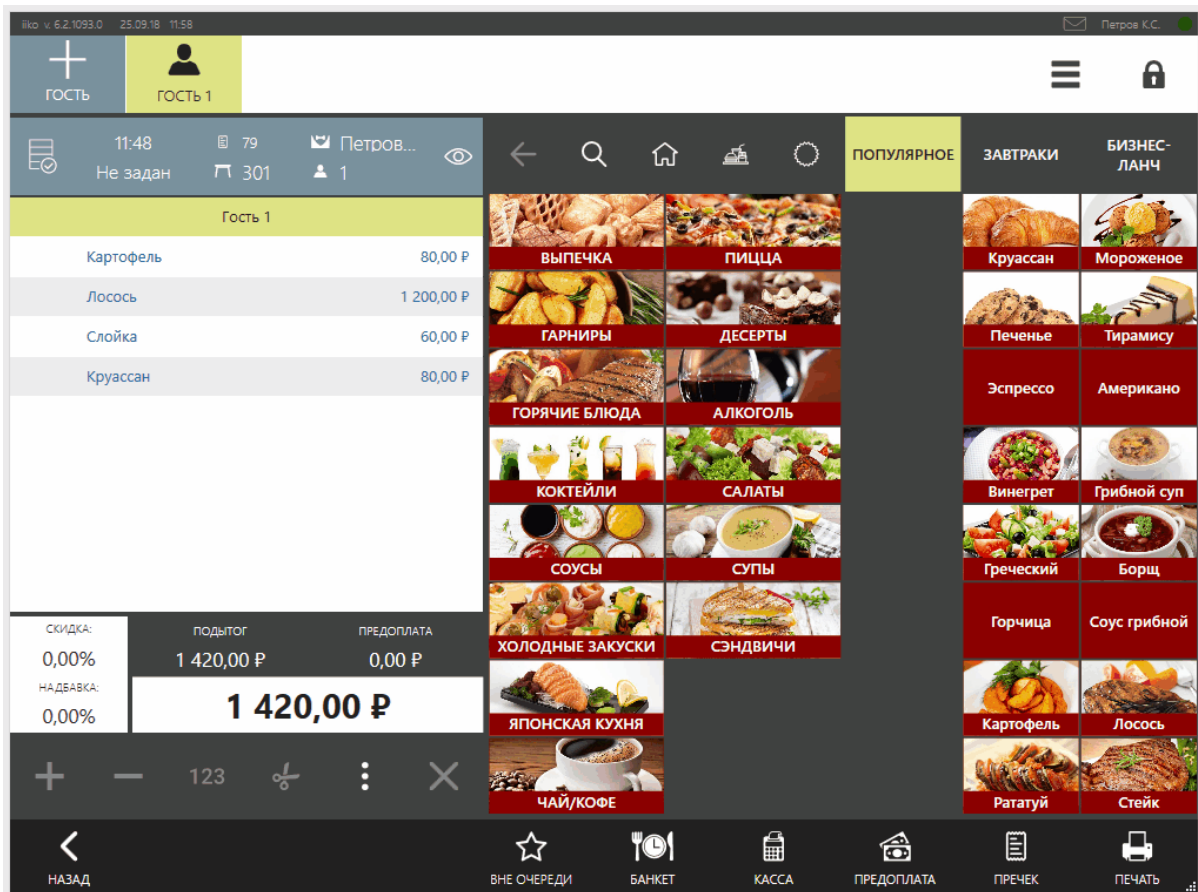 iiko v. 6.2.1093.0 25.09.18 11:58 Петров К.С.
ГОСТЬ ГОСТЬ 1
11:48 79 Петров...
Не задан 301 1
ПОПУЛЯРНОЕ ЗАВТРАКИ БИЗНЕС-
ЛАНЧ
Гость 1
Картофель 80,00 ₽
Лосось 1 200,00 ₽
Слойка 60,00 ₽
Круассан 80,00 ₽
СКИДКА: ПОДЫТОГ ПРЕДОПЛАТА
0,00% 1 420,00 ₽ 0,00 ₽
НАДБАВКА:
0,00% 1 420,00 ₽
123
ВЫПЕЧКА ПИЦЦА Круассан Мороженое
ГАРНИРЫ ДЕСЕРТЫ Печенье Тирамису
ГОРЯЧИЕ БЛЮДА АЛКОГОЛЬ Эспрессо Американо
КОКТЕЙЛИ САЛАТЫ Винегрет Грибной суп
СОУСЫ СУПЫ Греческий Борщ
ХОЛОДНЫЕ ЗАКУСКИ СЭНДВИЧИ Горчица Соус грибной
ЯПОНСКАЯ КУХНЯ Картофель Лосось
ЧАЙ/КОФЕ Рататуй Стейк
НАЗАД ВНЕ ОЧЕРЕДИ БАНКЕТ КАССА ПРЕДОПЛАТА ПРЕЧЕК ПЕЧАТЬ